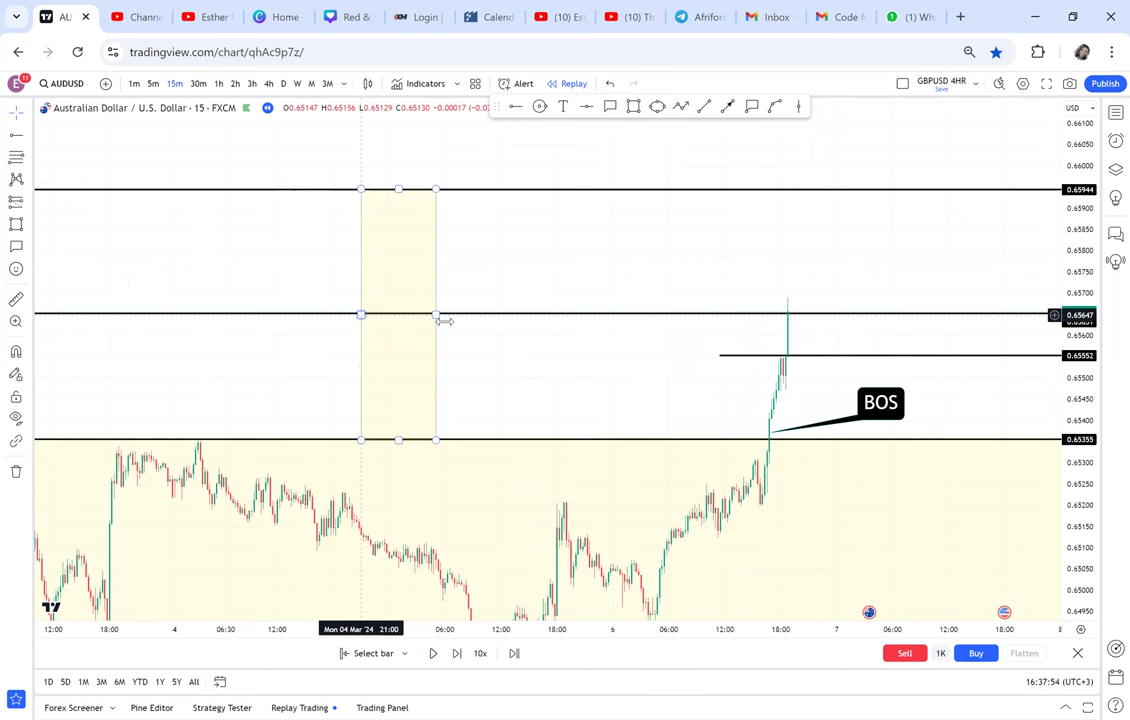 AU
Channe
Esther
Home
Red &
XM
Login |
Calend
(10) Es
(10) Th
Afrifor
Inbox
Code f
(1) Wh
tradingview.com/chart/qhAc9p7z/
E
11
AUDUSD
1m 5m 15m 30m 1h 2h 3h 4h D W M 3M
Indicators
Alert
Replay
GBPUSD 4HR
Save
Publish
Australian Dollar / U.S. Dollar · 15 · FXCM
O0.65147 H0.65156 L0.65129 C0.65130 −0.00017
USD
0.66100
0.66050
0.66000
0.65944
0.65900
0.65850
0.65800
0.65750
0.65700
0.65647
0.65552
0.65500
0.65450
BOS
0.65400
0.65355
0.65300
0.65250
0.65200
0.65150
0.65100
0.65050
0.65000
0.64950
12:00 18:00 4 06:30 12:00 Mon 04 Mar '24 21:00 06:00 12:00 18:00 6 06:00 12:00 18:00 7 06:00 12:00 18:00 8
Select bar
10x
Sell
1K
Buy
Flatten
1D 5D 1M 3M 6M YTD 1Y 5Y All
16:37:54 (UTC+3)
Forex Screener
Pine Editor
Strategy Tester
Replay Trading
Trading Panel